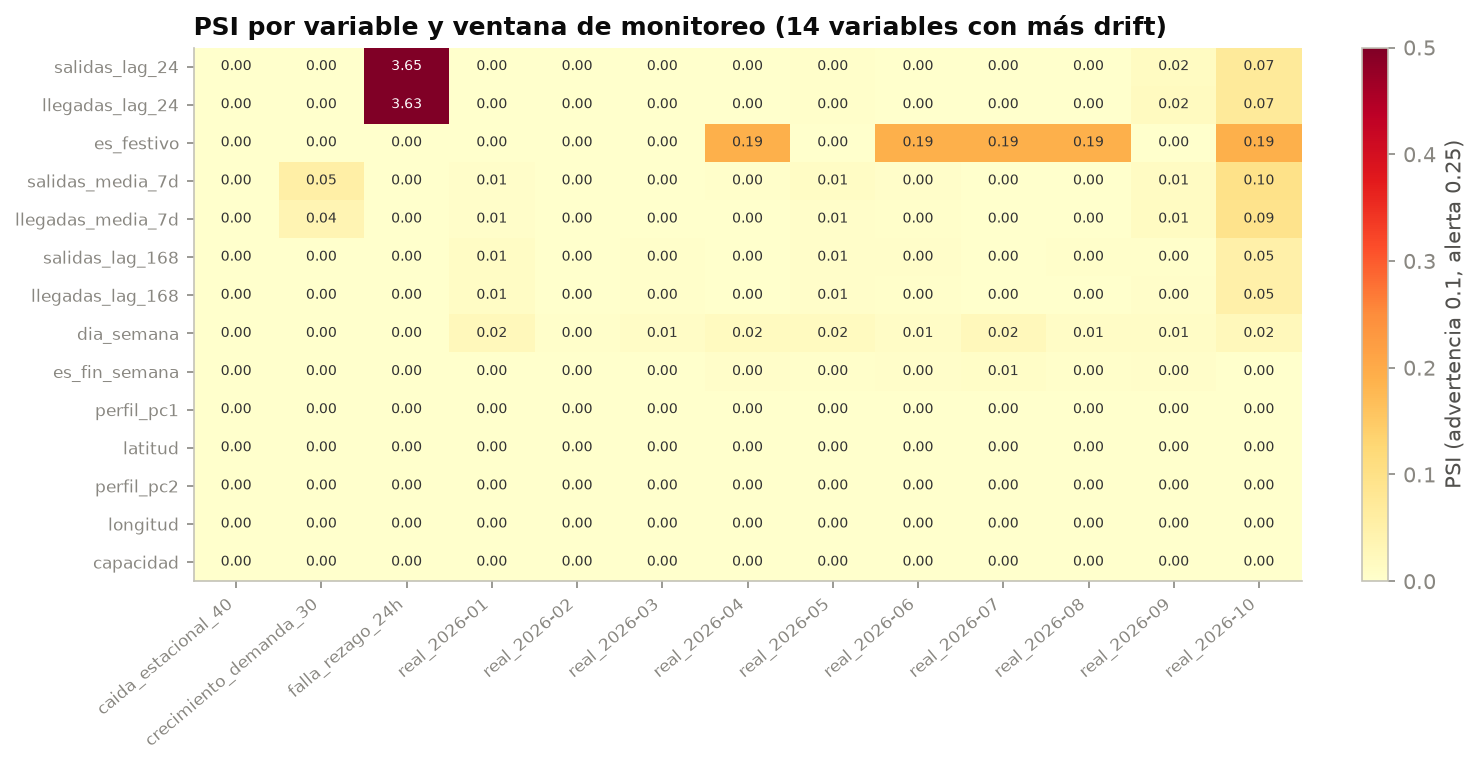 PSI por variable y ventana de monitoreo (14 variables con más drift)
salidas_lag_24 0.00 0.00 3.65 0.00 0.00 0.00 0.00 0.00 0.00 0.00 0.00 0.02 0.07
llegadas_lag_24 0.00 0.00 3.63 0.00 0.00 0.00 0.00 0.00 0.00 0.00 0.00 0.02 0.07
es_festivo 0.00 0.00 0.00 0.00 0.00 0.00 0.19 0.00 0.19 0.19 0.19 0.00 0.19
salidas_media_7d 0.00 0.05 0.00 0.01 0.00 0.00 0.00 0.01 0.00 0.00 0.00 0.01 0.10
llegadas_media_7d 0.00 0.04 0.00 0.01 0.00 0.00 0.00 0.01 0.00 0.00 0.00 0.01 0.09
salidas_lag_168 0.00 0.00 0.00 0.01 0.00 0.00 0.00 0.01 0.00 0.00 0.00 0.00 0.05
llegadas_lag_168 0.00 0.00 0.00 0.01 0.00 0.00 0.00 0.01 0.00 0.00 0.00 0.00 0.05
dia_semana 0.00 0.00 0.00 0.02 0.00 0.01 0.02 0.02 0.01 0.02 0.01 0.01 0.02
es_fin_semana 0.00 0.00 0.00 0.00 0.00 0.00 0.00 0.00 0.00 0.01 0.00 0.00 0.00
perfil_pc1 0.00 0.00 0.00 0.00 0.00 0.00 0.00 0.00 0.00 0.00 0.00 0.00 0.00
latitud 0.00 0.00 0.00 0.00 0.00 0.00 0.00 0.00 0.00 0.00 0.00 0.00 0.00
perfil_pc2 0.00 0.00 0.00 0.00 0.00 0.00 0.00 0.00 0.00 0.00 0.00 0.00 0.00
longitud 0.00 0.00 0.00 0.00 0.00 0.00 0.00 0.00 0.00 0.00 0.00 0.00 0.00
capacidad 0.00 0.00 0.00 0.00 0.00 0.00 0.00 0.00 0.00 0.00 0.00 0.00 0.00
caida_estacional_40
crecimiento_demanda_30
falla_rezago_24h
real_2026-01
real_2026-02
real_2026-03
real_2026-04
real_2026-05
real_2026-06
real_2026-07
real_2026-08
real_2026-09
real_2026-10
0.5
0.4
0.3
0.2
0.1
0.0
PSI (advertencia 0.1, alerta 0.25)